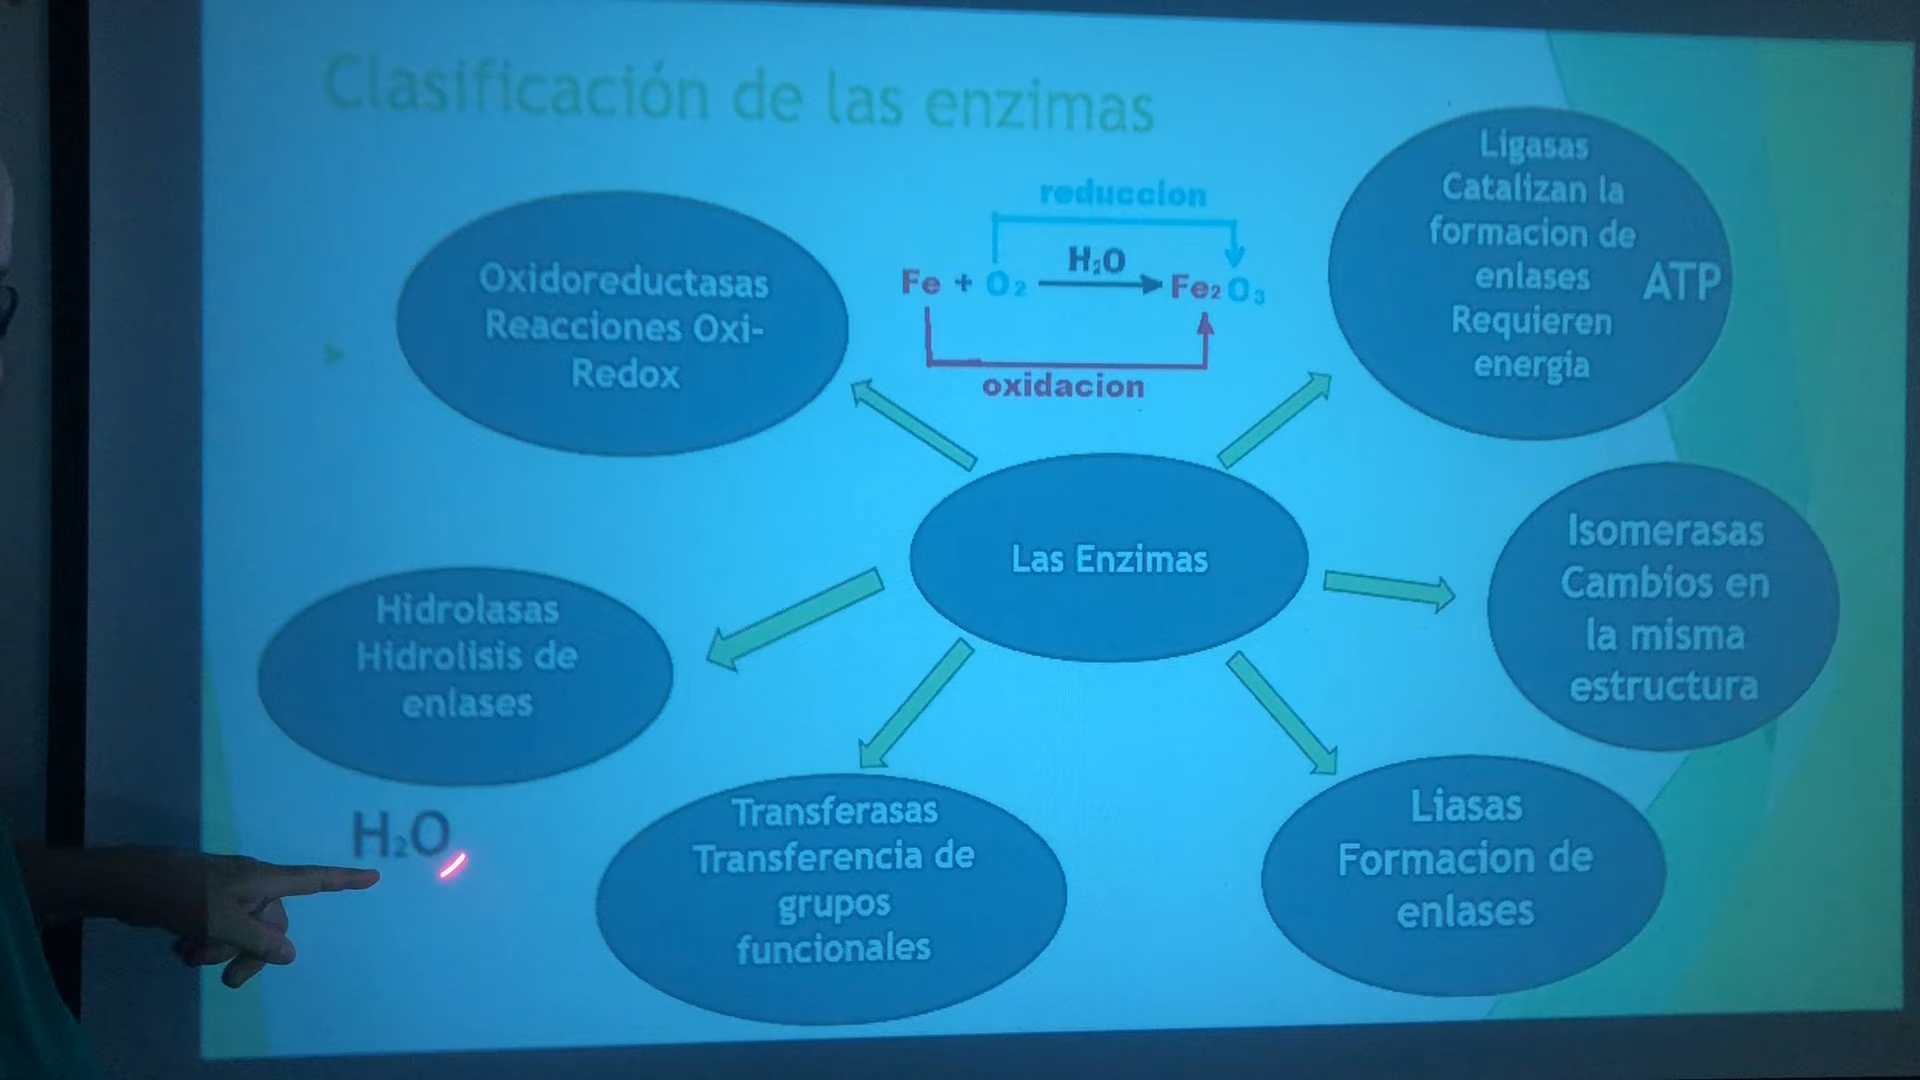 Clasificación de las enzimas
Oxidoreductasas
Reacciones Oxi-
Redox
reduccion
H₂O
Fe + O₂ → Fe₂O₃
oxidacion
Ligasas
Catalizan la
formacion de
enlases
Requieren
energia
ATP
Las Enzimas
Isomerasas
Cambios en
la misma
estructura
Hidrolasas
Hidrolisis de
enlases
H₂O
Transferasas
Transferencia de
grupos
funcionales
Liasas
Formacion de
enlases